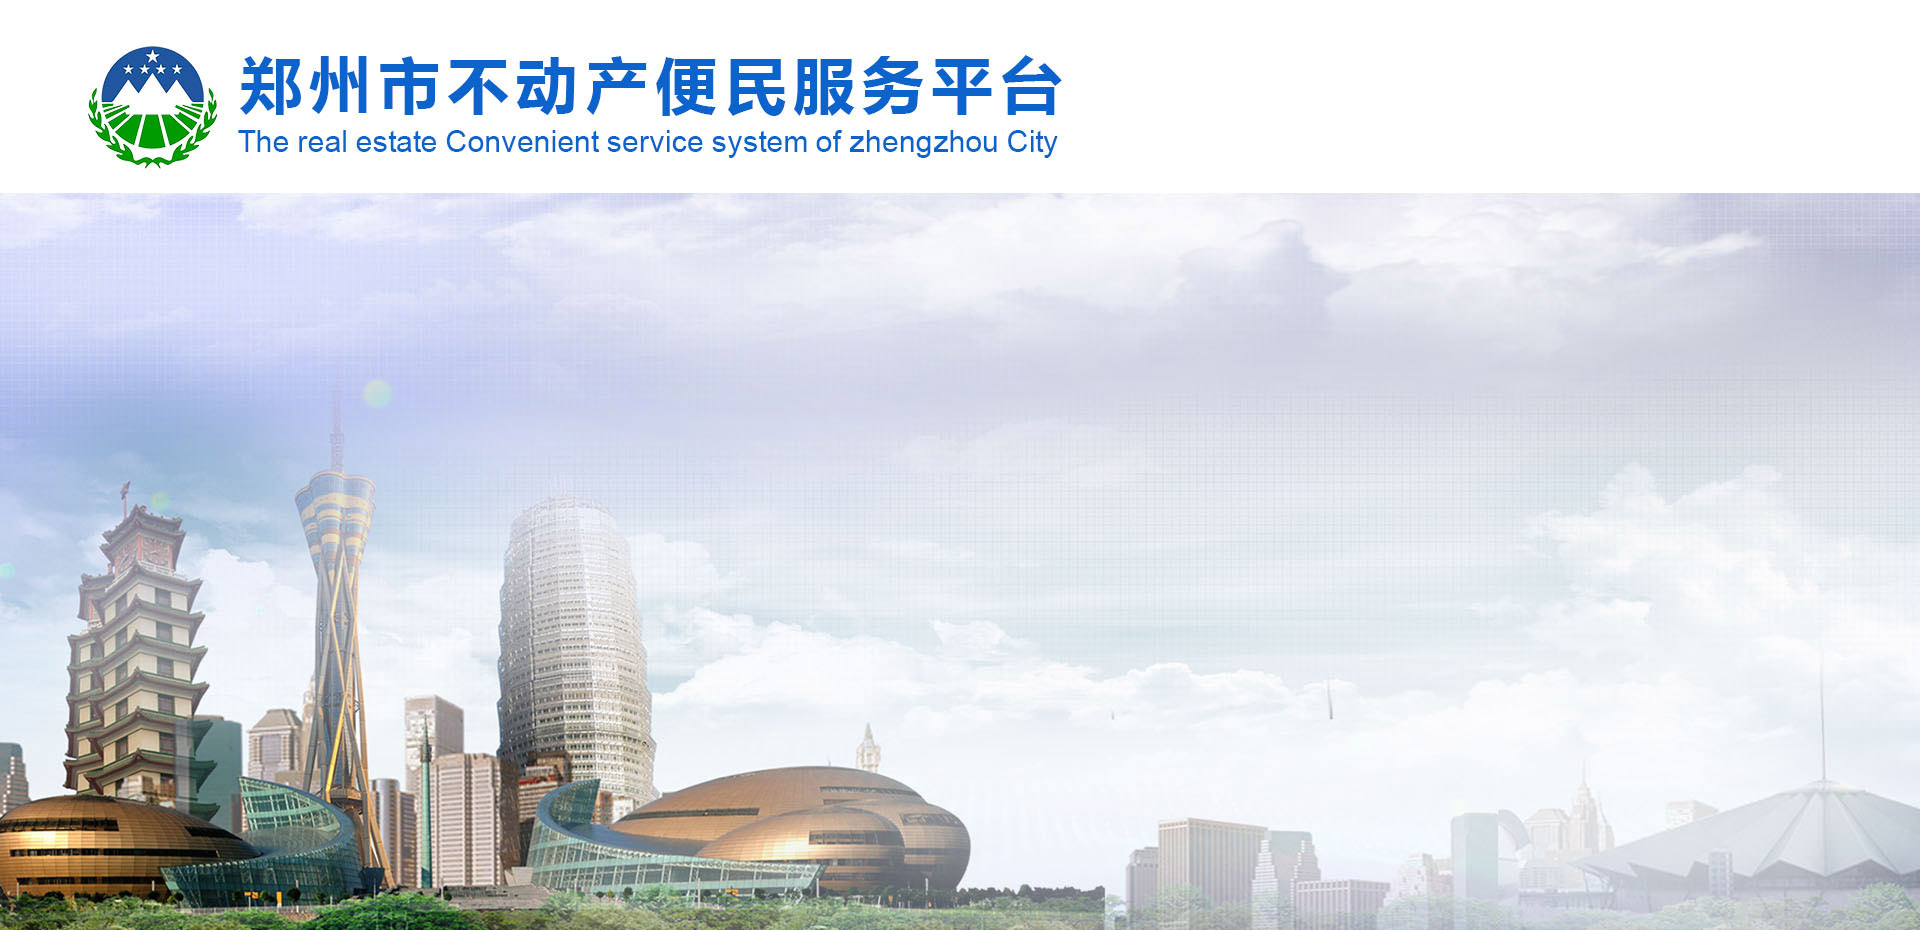 郑州市不动产便民服务平台
The real estate Convenient service system of zhengzhou City